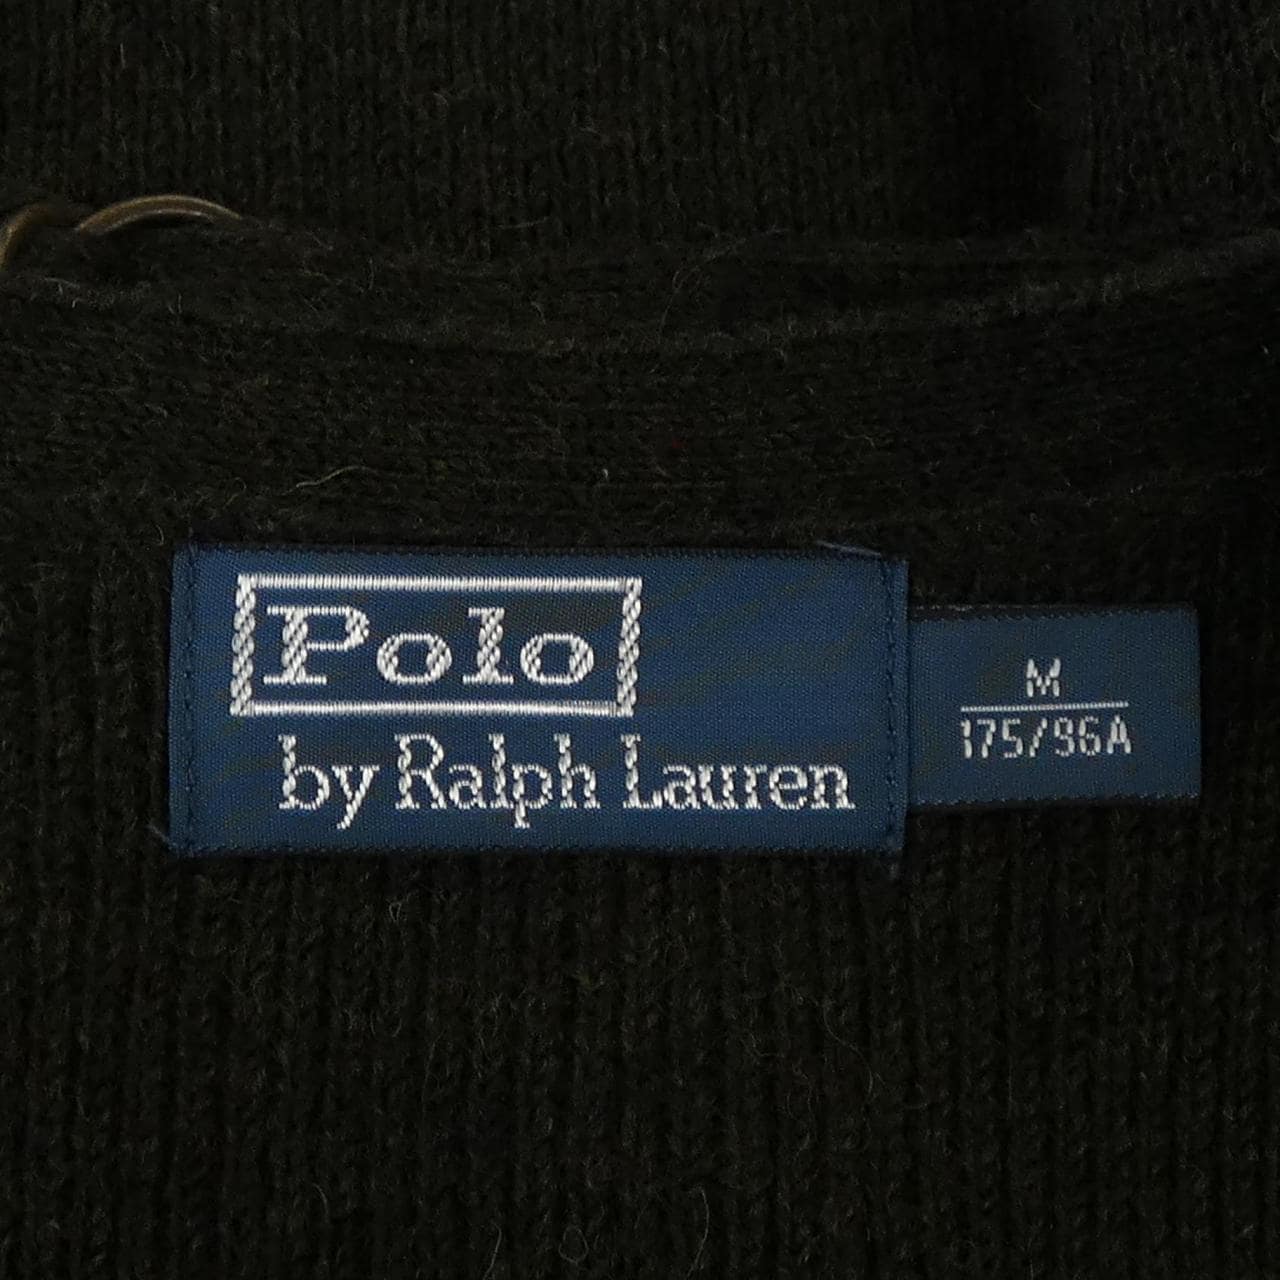 Polo
by Ralph Lauren
M
175/96A